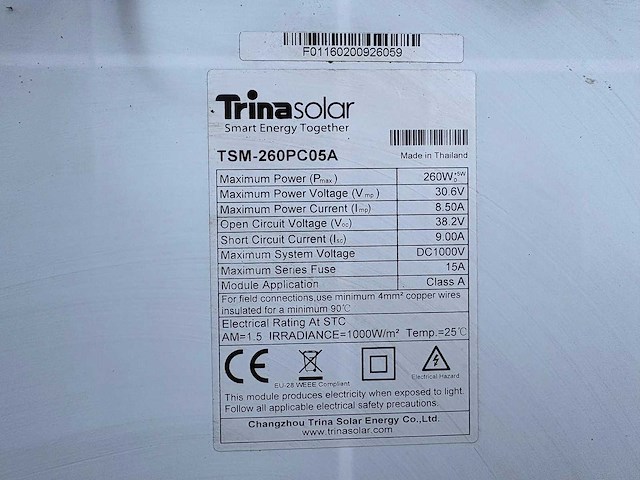 F01160200926059
Trinasolar
Smart Energy Together
TSM-260PC05A
Made in Thailand
Maximum Power (Pmax) 260W +5W 0
Maximum Power Voltage (Vmp) 30.6V
Maximum Power Current (Imp) 8.50A
Open Circuit Voltage (Voc) 38.2V
Short Circuit Current (Isc) 9.00A
Maximum System Voltage DC1000V
Maximum Series Fuse 15A
Module Application Class A
For field connections,use minimum 4mm² copper wires
insulated for a minimum 90℃
Electrical Rating At STC
AM=1.5 IRRADIANCE=1000W/m² Temp.=25℃
CE
EU-28 WEEE Compliant
Electrical Hazard
This module produces electricity when exposed to light.
Follow all applicable electrical safety precautions.
Changzhou Trina Solar Energy Co.,Ltd.
www.trinasolar.com